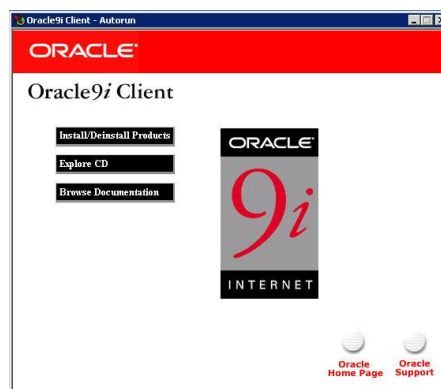 Oracle9i Client - Autorun
ORACLE
Oracle9i Client
Install/Deinstall Products
Explore CD
Browse Documentation
ORACLE
9i
INTERNET
Oracle
Home Page
Oracle
Support